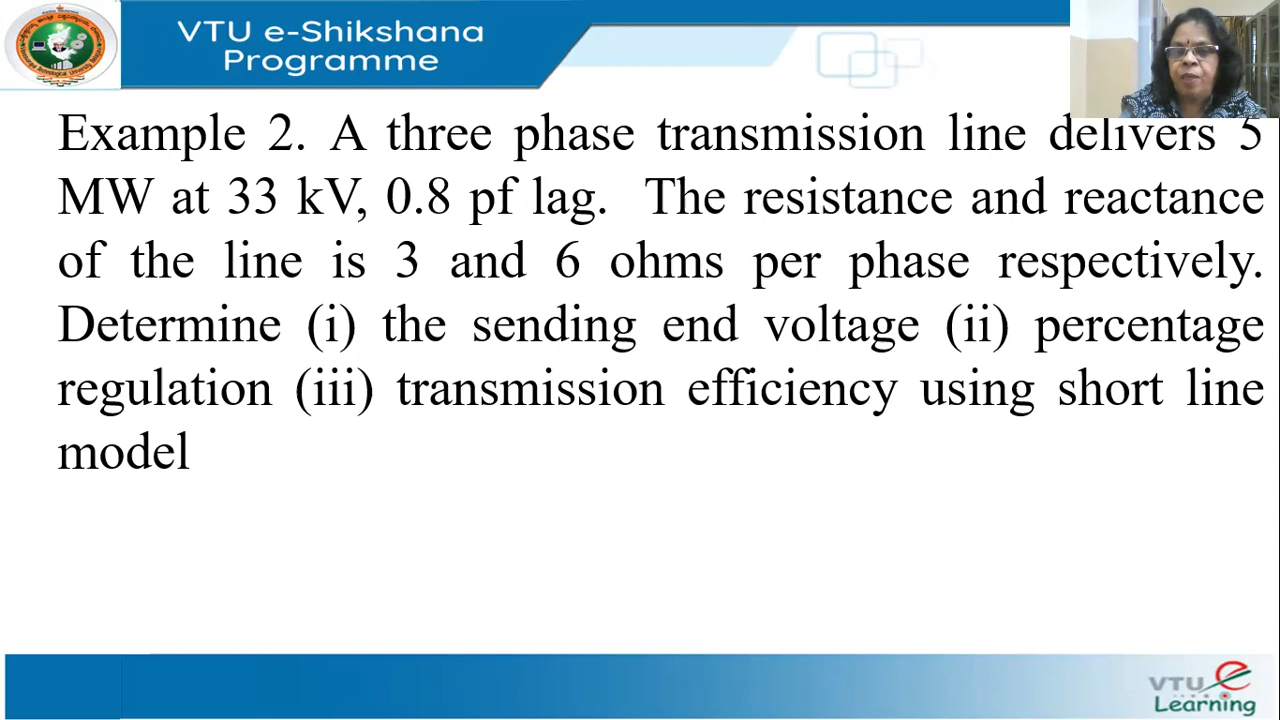 VTU e-Shikshana
Programme
Example 2. A three phase transmission line delivers 5
MW at 33 kV, 0.8 pf lag. The resistance and reactance
of the line is 3 and 6 ohms per phase respectively.
Determine (i) the sending end voltage (ii) percentage
regulation (iii) transmission efficiency using short line
model
VTU e
Learning